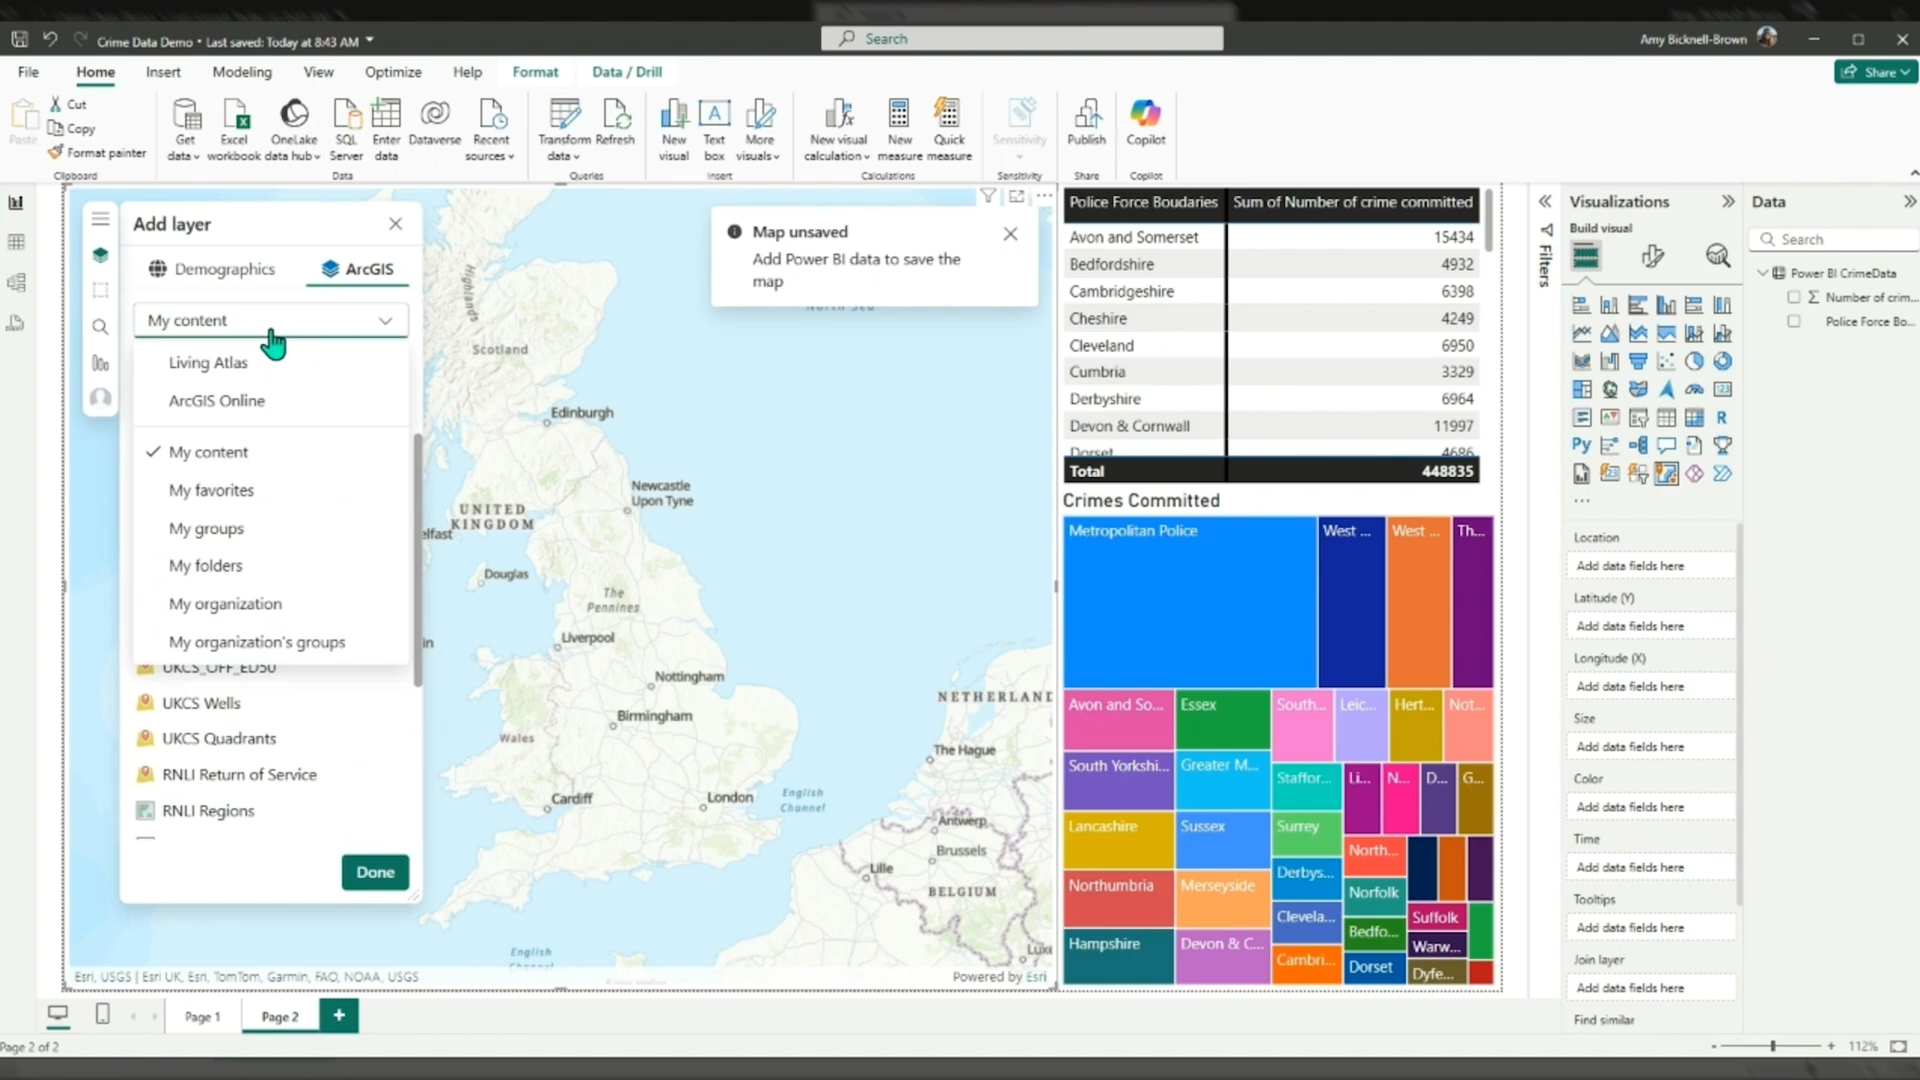 Crime Data Demo • Last saved: Today at 8:43 AM
Search
Amy Bicknell-Brown
File
Home
Insert
Modeling
View
Optimize
Help
Format
Data / Drill
Share
Paste
Cut
Copy
Format painter
Clipboard
Get data
Excel workbook
OneLake data hub
SQL Server
Enter data
Dataverse
Recent sources
Data
Transform data
Refresh
Queries
New visual
Text box
More visuals
Insert
New visual calculation
New measure
Quick measure
Calculations
Sensitivity
Sensitivity
Publish
Share
Copilot
Copilot
Add layer
Demographics
ArcGIS
My content
Living Atlas
ArcGIS Online
My content
My favorites
My groups
My folders
My organization
My organization's groups
UKCS_OFF_ED50
UKCS Wells
UKCS Quadrants
RNLI Return of Service
RNLI Regions
Done
Map unsaved
Add Power BI data to save the
map
Highlands
Scotland
Edinburgh
Newcastle
Upon Tyne
UNITED
KINGDOM
elfast
Douglas
The
Pennines
in
Liverpool
Nottingham
Birmingham
Wales
Cardiff
London
English
Channel
NETHERLAND
The Hague
Antwerp
Brussels
Lille
BELGIUM
Luxe
English
Channel
Esri, USGS | Esri UK, Esri, TomTom, Garmin, FAO, NOAA, USGS
Powered by Esri
Police Force Boudaries Sum of Number of crime committed
Avon and Somerset 15434
Bedfordshire 4932
Cambridgeshire 6398
Cheshire 4249
Cleveland 6950
Cumbria 3329
Derbyshire 6964
Devon & Cornwall 11997
Dorset 4686
Total 448835
Crimes Committed
Metropolitan Police
West ...
West ...
Th...
Avon and So...
Essex
South...
Leic...
Hert...
Not...
South Yorkshi...
Greater M...
Staffor...
Li...
N...
D...
G...
Lancashire
Sussex
Surrey
North...
Northumbria
Merseyside
Derbys...
Norfolk
Clevela...
Suffolk
Hampshire
Devon & C...
Bedfo...
Warw...
Cambri...
Dorset
Dyfe...
Filters
Visualizations
Build visual
R
Py
123
...
Location
Add data fields here
Latitude (Y)
Add data fields here
Longitude (X)
Add data fields here
Size
Add data fields here
Color
Add data fields here
Time
Add data fields here
Tooltips
Add data fields here
Join layer
Add data fields here
Find similar
Data
Search
Power BI CrimeData
Number of crim...
Police Force Bo...
Page 1
Page 2
Page 2 of 2
112%